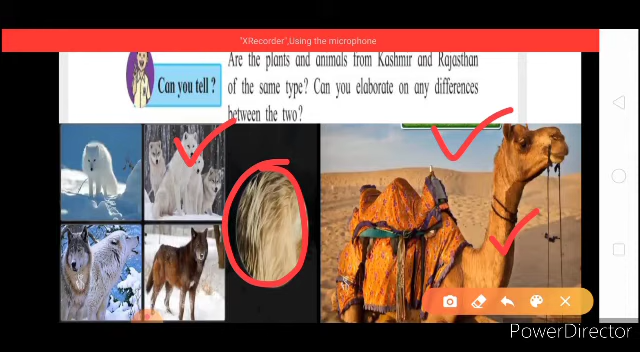 "XRecorder",Using the microphone
Are the plants and animals from Kashmir and Rajasthan
Can you tell ? of the same type? Can you elaborate on any differences
between the two?
PowerDirector